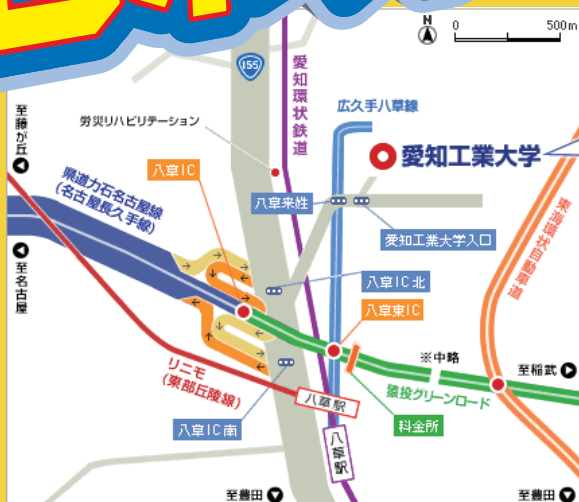 N
0
500m
155
愛知環状鉄道
労災リハビリテーション
広久手八草線
愛知工業大学
至藤が丘
八草IC
県道力石名古屋線
(名古屋長久手線)
八草来姓
愛知工業大学入口
東海環状自動車道
至名古屋
八草IC北
八草東IC
※中略
至稲武
リニモ
(東部丘陵線)
八草駅
猿投グリーンロード
八草IC南
料金所
八草駅
至豊田
至豊田